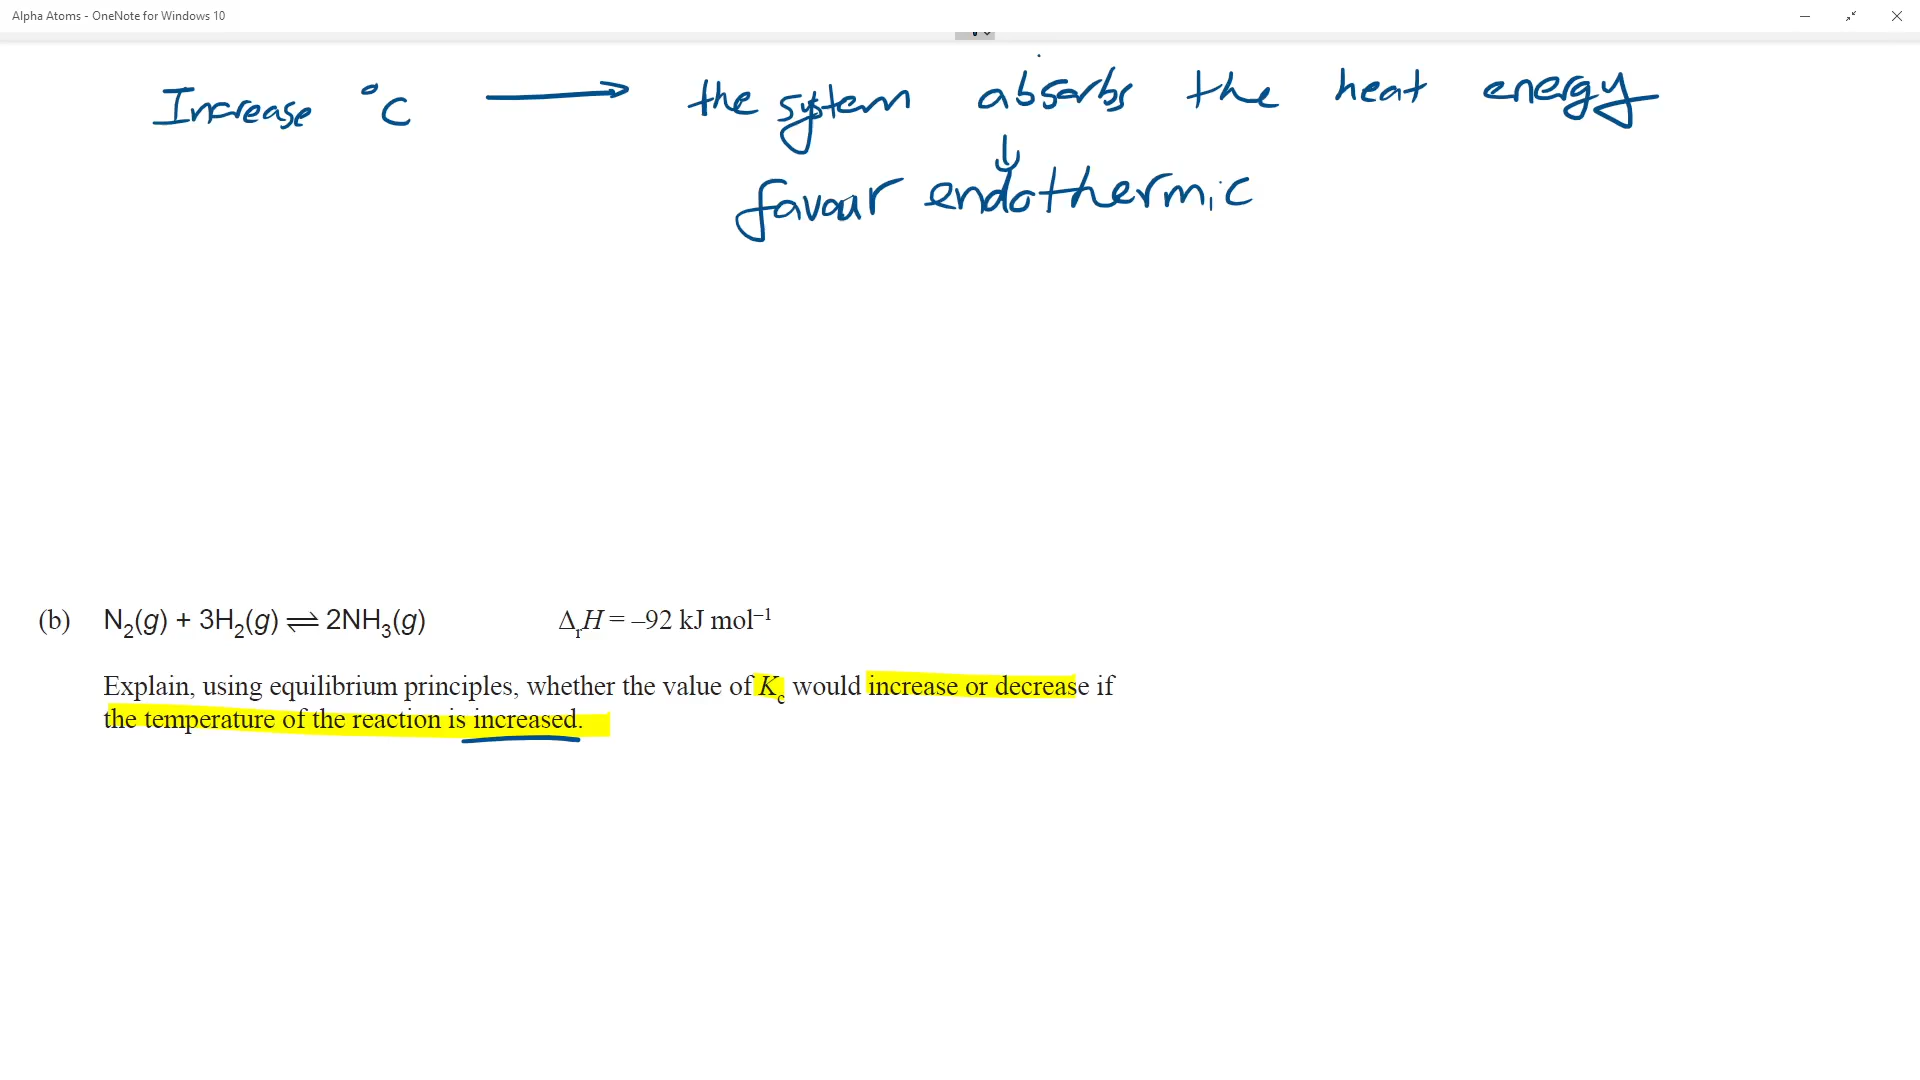 Alpha Atoms - OneNote for Windows 10
Increase °C ⟶ the system absorbs the heat energy
↓
favour endothermic
(b) N₂(g) + 3H₂(g) ⇌ 2NH₃(g) ΔᵣH = –92 kJ mol⁻¹
Explain, using equilibrium principles, whether the value of K꜀ would increase or decrease if
the temperature of the reaction is increased.